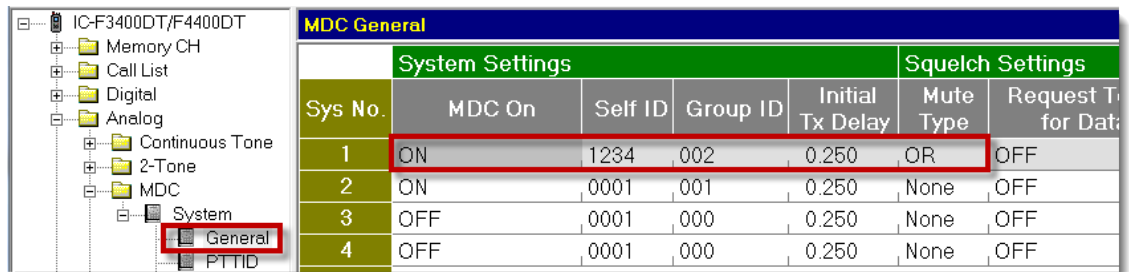 IC-F3400DT/F4400DT
Memory CH
Call List
Digital
Analog
Continuous Tone
2-Tone
MDC
System
General
PTTID
MDC General
System Settings Squelch Settings
Sys No. MDC On Self ID Group ID Initial Tx Delay Mute Type Request for
1 ON 1234 002 0.250 OR OFF
2 ON 0001 001 0.250 None OFF
3 OFF 0001 000 0.250 None OFF
4 OFF 0001 000 0.250 None OFF